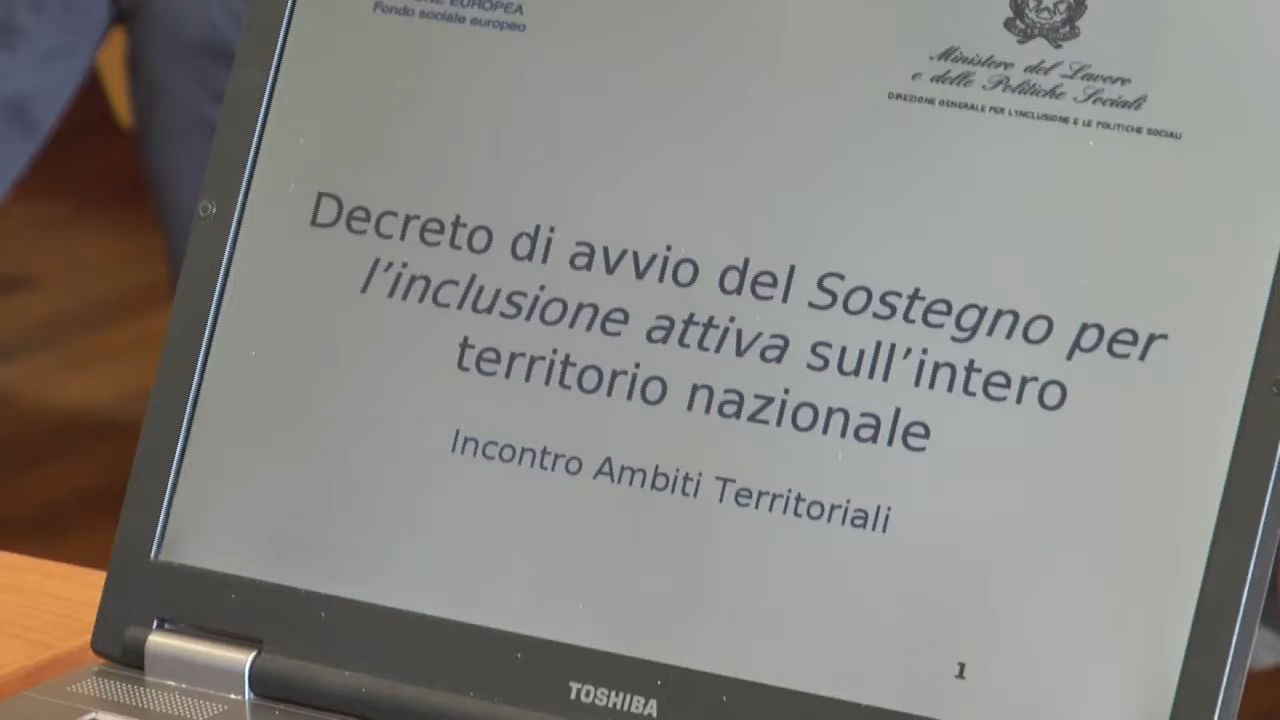 EUROPEA
Fondo sociale europeo
Ministero del Lavoro
e delle Politiche Sociali
DIREZIONE GENERALE PER L'INCLUSIONE E LE POLITICHE SOCIALI
Decreto di avvio del Sostegno per
l’inclusione attiva sull’intero
territorio nazionale
Incontro Ambiti Territoriali
1
TOSHIBA